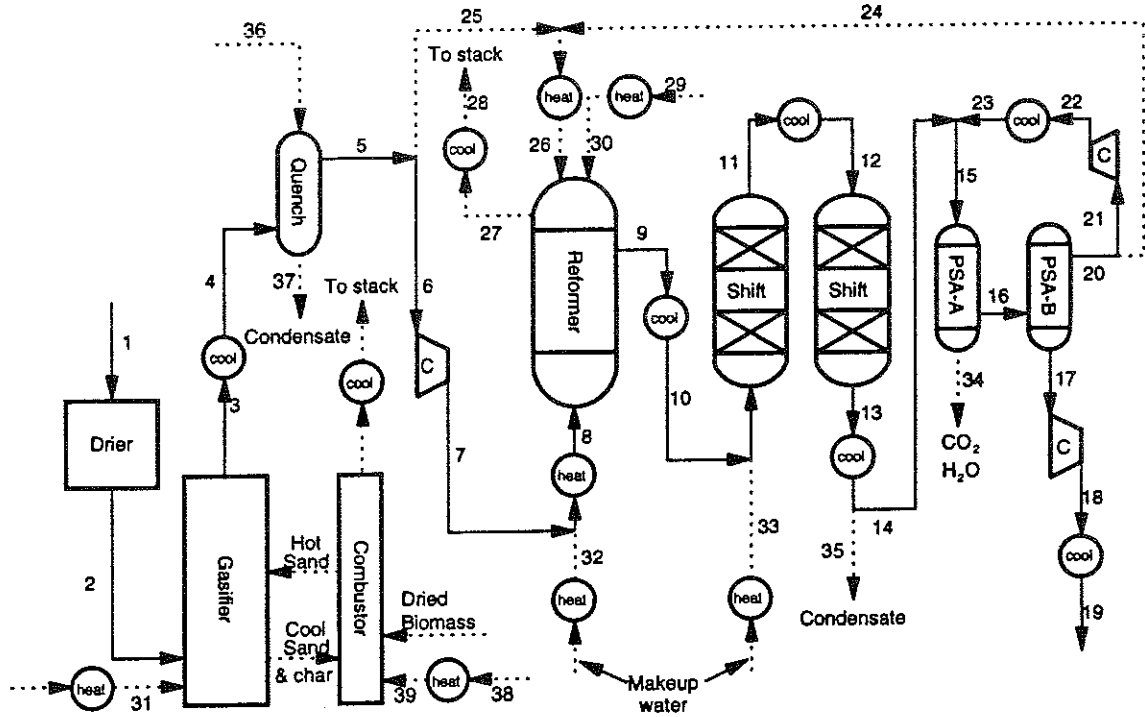 36
25
24
To stack
28
heat
heat
29
23
22
cool
cool
C
5
cool
26
30
11
12
Quench
15
21
4
27
9
Reformer
PSA-A
PSA-B
20
37
To stack
6
Shift
Shift
16
Condensate
cool
1
cool
cool
C
10
34
17
3
8
13
CO₂
H₂O
C
Drier
7
heat
cool
18
33
14
Gasifier
Combustor
Hot
Sand
32
35
cool
2
heat
heat
Dried
Biomass
Condensate
19
Cool
Sand
& char
Makeup
water
heat
31
39
heat
38